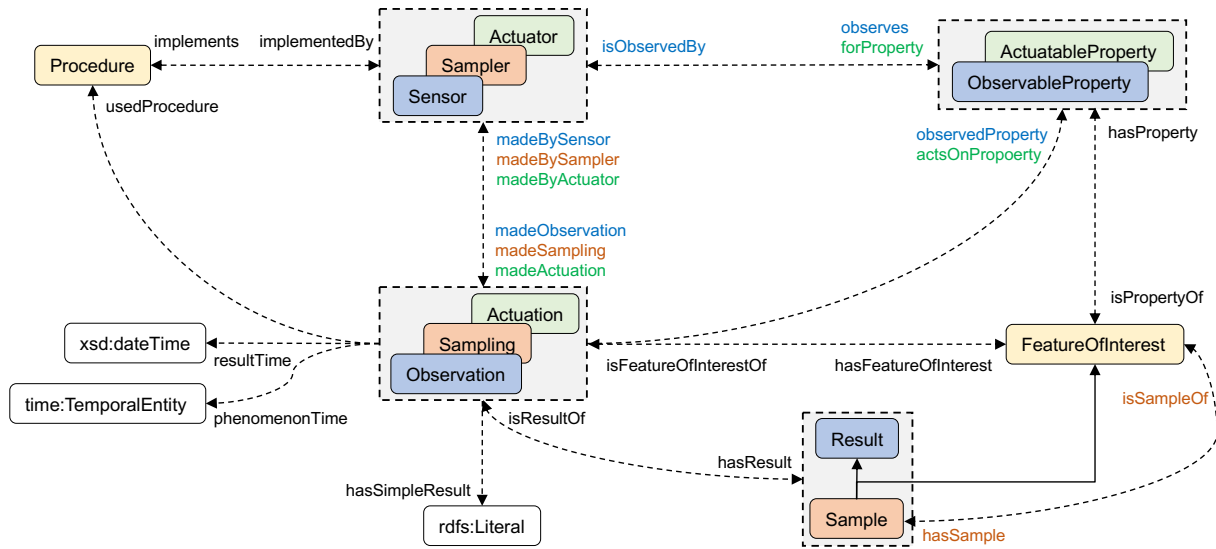 Actuator
Sampler
Sensor
Procedure
implements
implementedBy
isObservedBy
observes
forProperty
ActuatableProperty
ObservableProperty
usedProcedure
madeBySensor
madeBySampler
madeByActuator
observedProperty
actsOnPropoerty
hasProperty
madeObservation
madeSampling
madeActuation
isPropertyOf
Actuation
Sampling
Observation
xsd:dateTime
resultTime
time:TemporalEntity
phenomenonTime
isFeatureOfInterestOf
hasFeatureOfInterest
FeatureOfInterest
isSampleOf
isResultOf
hasResult
Result
Sample
hasSample
hasSimpleResult
rdfs:Literal